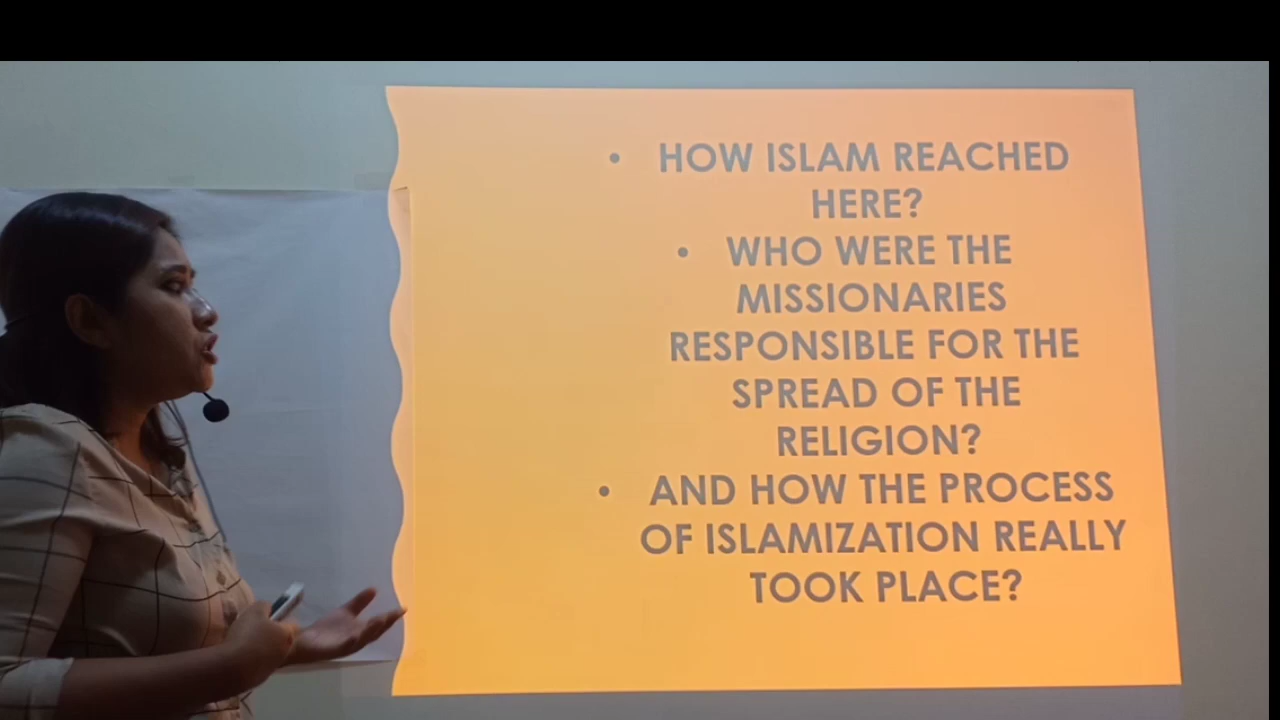 • HOW ISLAM REACHED
HERE?
• WHO WERE THE
MISSIONARIES
RESPONSIBLE FOR THE
SPREAD OF THE
RELIGION?
• AND HOW THE PROCESS
OF ISLAMIZATION REALLY
TOOK PLACE?